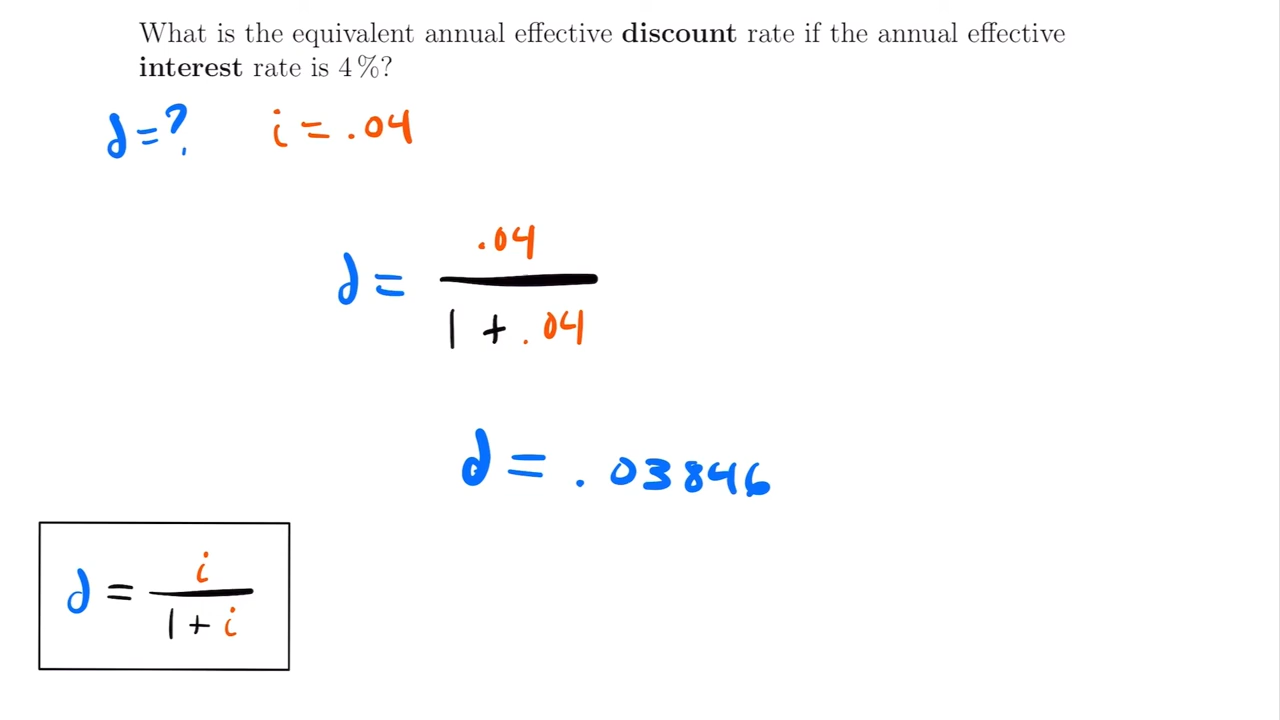 What is the equivalent annual effective discount rate if the annual effective
interest rate is 4 %?
d = ? i = .04
d = .04 / 1 + .04
d = .03846
d = i / 1 + i